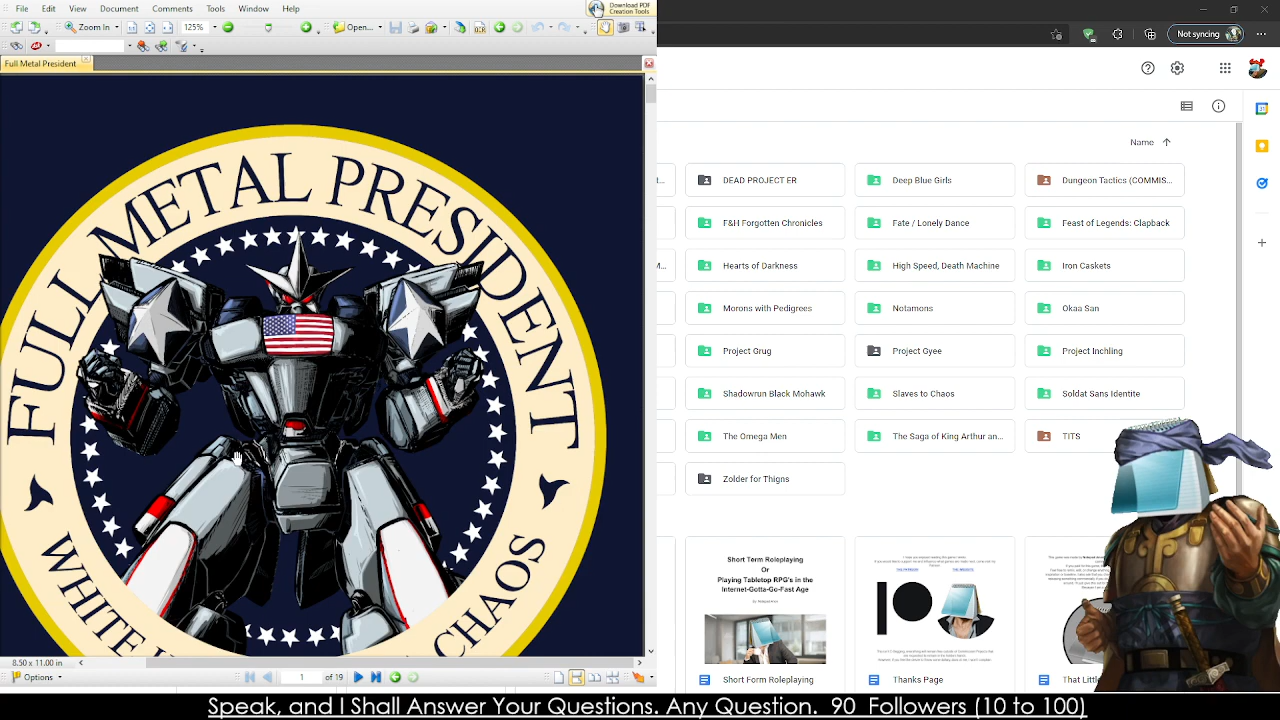 File Edit View Document Comments Forms Tools Window Help
Download PDF
Creation Tools
Zoom In
125%
Open...
OCR
Full Metal President
FULL METAL PRESIDENT
CHAOS
8.50 x 11.00 in
Options
1
of 19
Not syncing
Name
DEAD PROJECT ER
Deep Blue Girls
Dungeon Tactics (COMMIS...
F&H Forgotten Chronicles
Fate / Lonely Dance
Feast of Legends: Clapback
Hearts of Darkness
High Speed, Death Machine
Iron Caskets
Morons with Pedigrees
Notamons
Okaa San
Project Grug
Project Gyee
Project Inchling
Shadowrun Black Mohawk
Slaves to Chaos
Soldat Sans Identite
The Omega Men
The Saga of King Arthur an...
TITS
Zolder for Thigns
Short Term Roleplaying
Or
Playing Tabletop RPGs the
Internet-Gotta-Go-Fast Age
Short Form Roleplaying
Thanks Page
Speak, and I Shall Answer Your Questions. Any Question. 90 Followers (10 to 100)